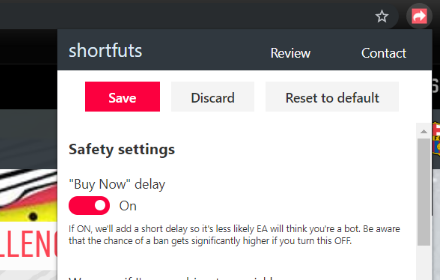 shortfuts
Review
Contact
Save
Discard
Reset to default
Safety settings
"Buy Now" delay
On
If ON, we'll add a short delay so it's less likely EA will think you're a bot. Be aware
that the chance of a ban gets significantly higher if you turn this OFF.